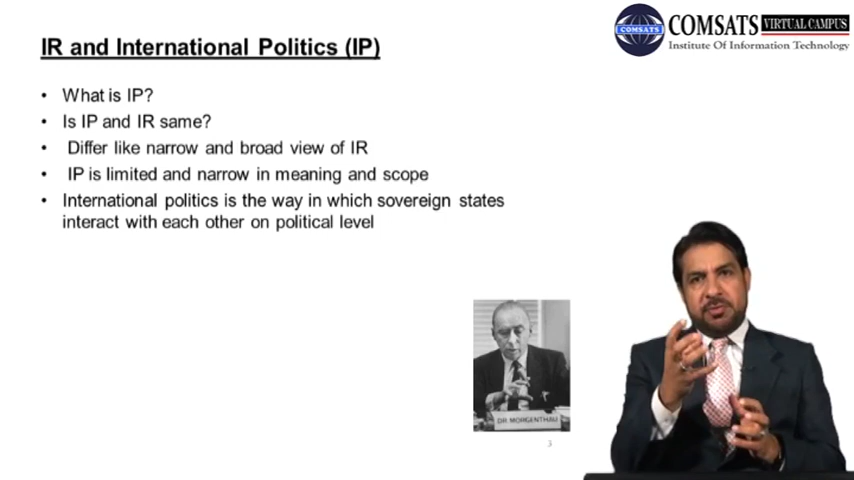 COMSATS
COMSATS VIRTUAL CAMPUS
Institute Of Information Technology
IR and International Politics (IP)
• What is IP?
• Is IP and IR same?
• Differ like narrow and broad view of IR
• IP is limited and narrow in meaning and scope
• International politics is the way in which sovereign states
interact with each other on political level
DR MORGENTHAU
3